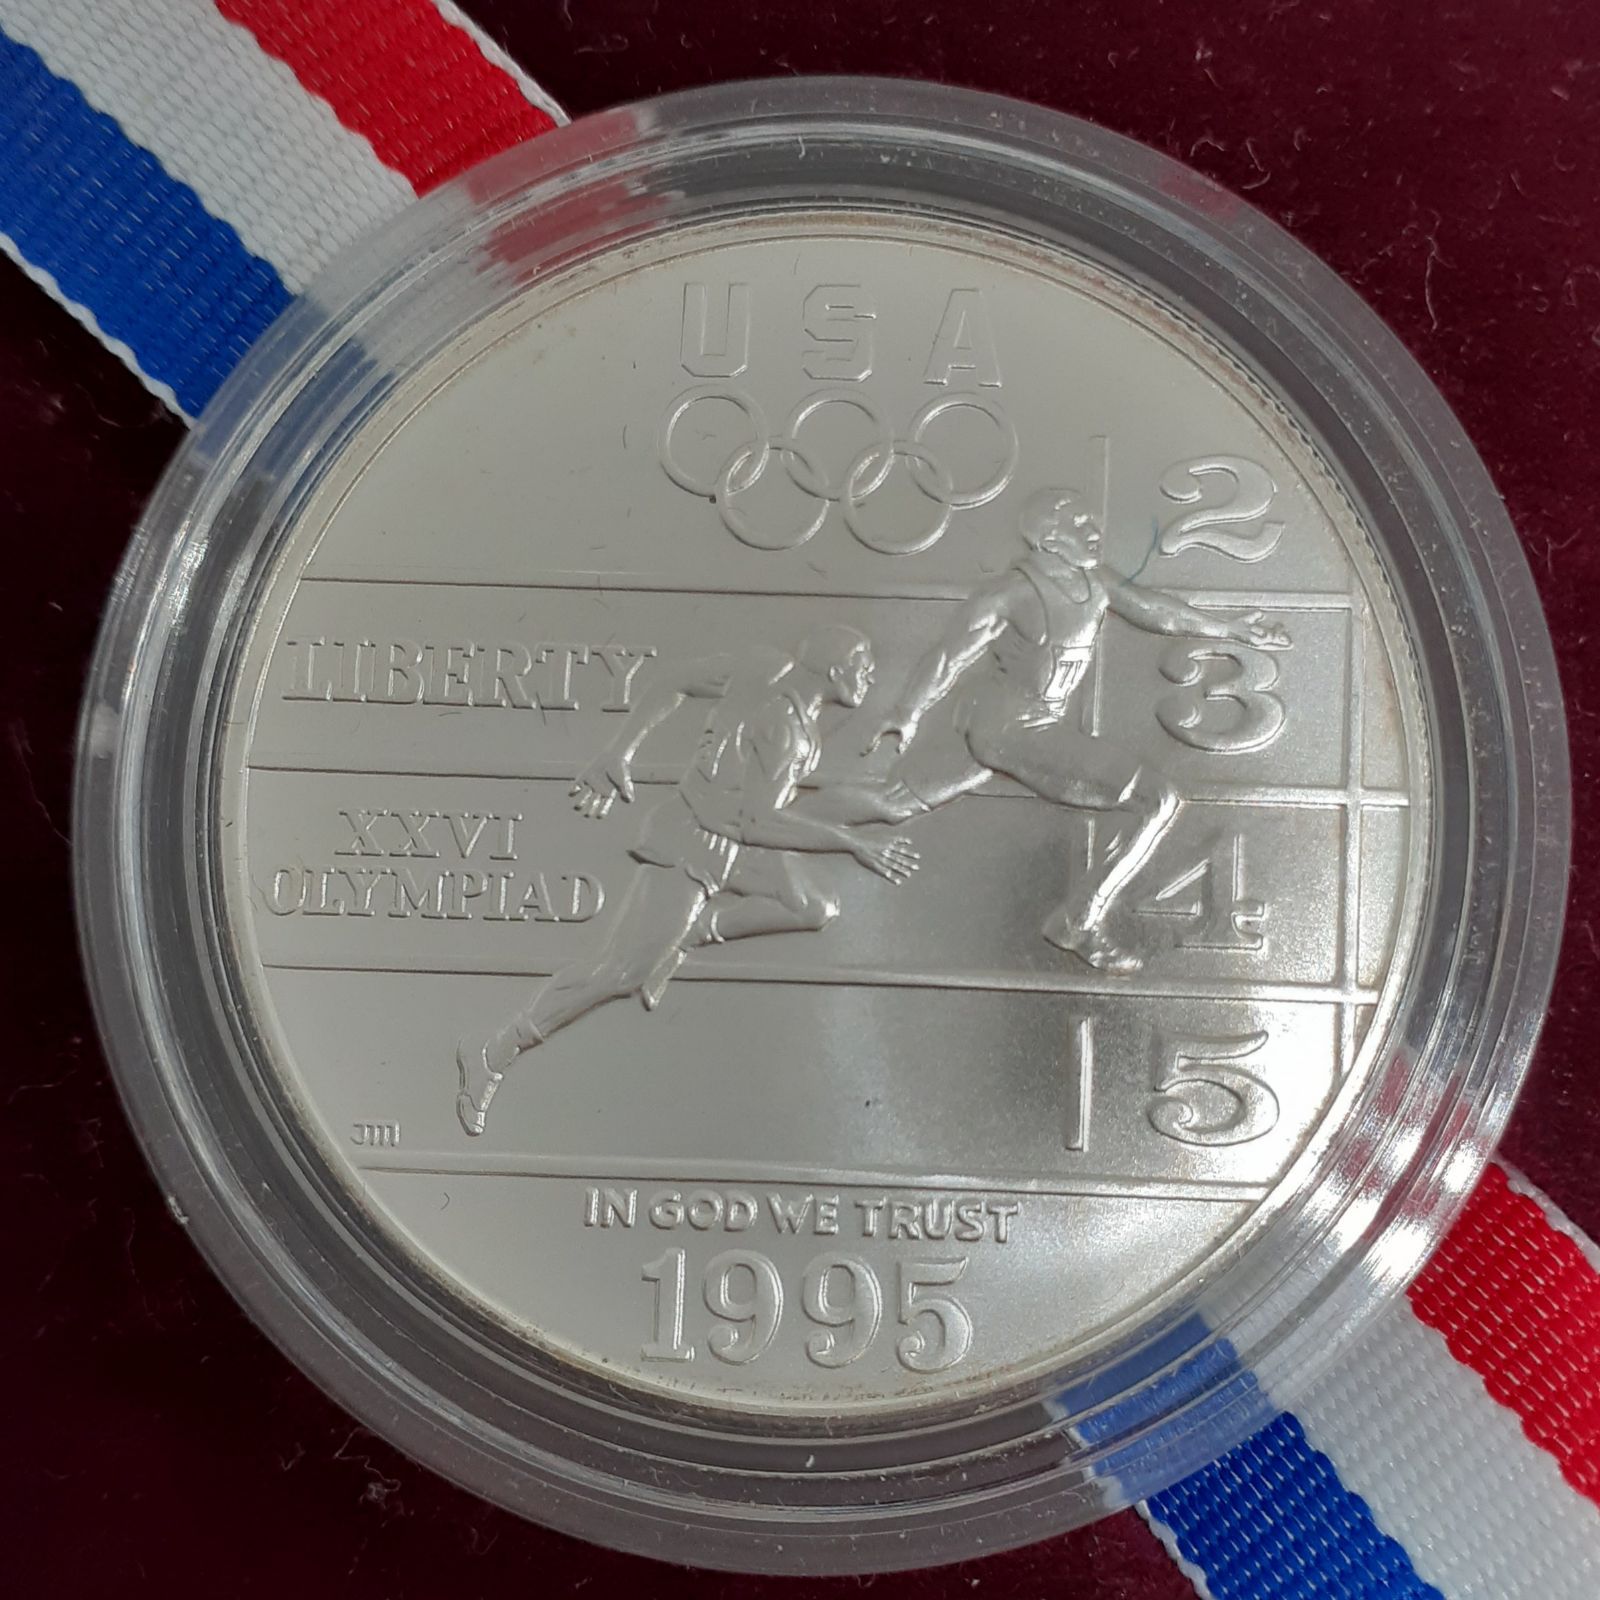 USA
2
LIBERTY
3
XXVI
OLYMPIAD
4
5
JM
IN GOD WE TRUST
1995